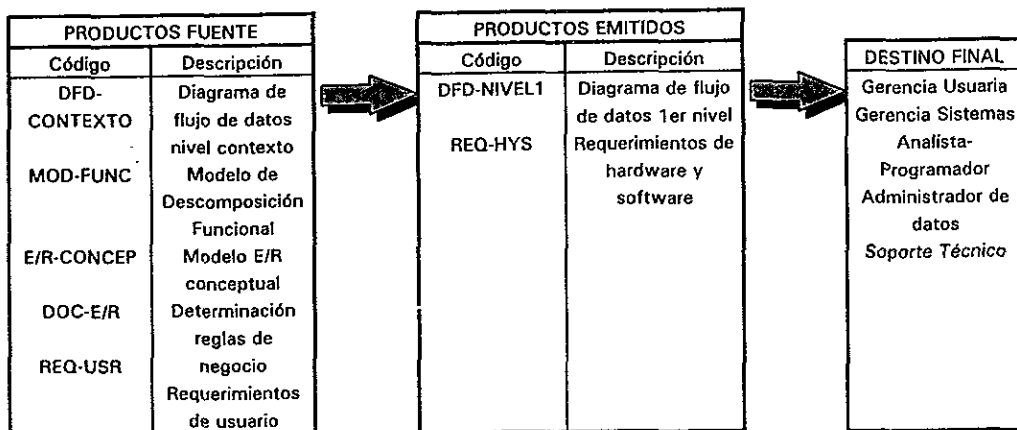 PRODUCTOS FUENTE
Código Descripción
DFD- Diagrama de
CONTEXTO flujo de datos
nivel contexto
MOD-FUNC Modelo de
Descomposición
Funcional
E/R-CONCEP Modelo E/R
conceptual
DOC-E/R Determinación
reglas de
REQ-USR negocio
Requerimientos
de usuario
PRODUCTOS EMITIDOS
Código Descripción
DFD-NIVEL1 Diagrama de flujo
de datos 1er nivel
REQ-HYS Requerimientos de
hardware y
software
DESTINO FINAL
Gerencia Usuaria
Gerencia Sistemas
Analista-
Programador
Administrador de
datos
Soporte Técnico